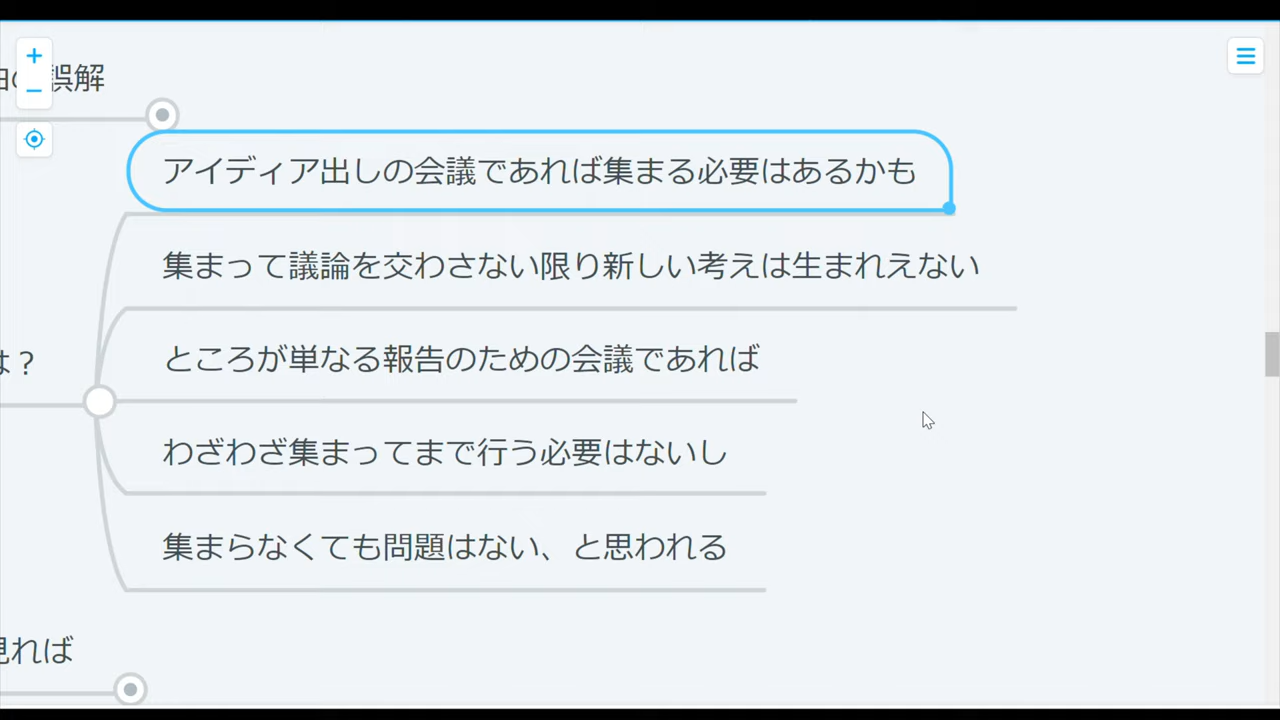 誤解
アイディア出しの会議であれば集まる必要はあるかも
集まって議論を交わさない限り新しい考えは生まれえない
は？
ところが単なる報告のための会議であれば
わざわざ集まってまで行う必要はないし
集まらなくても問題はない、と思われる
見れば